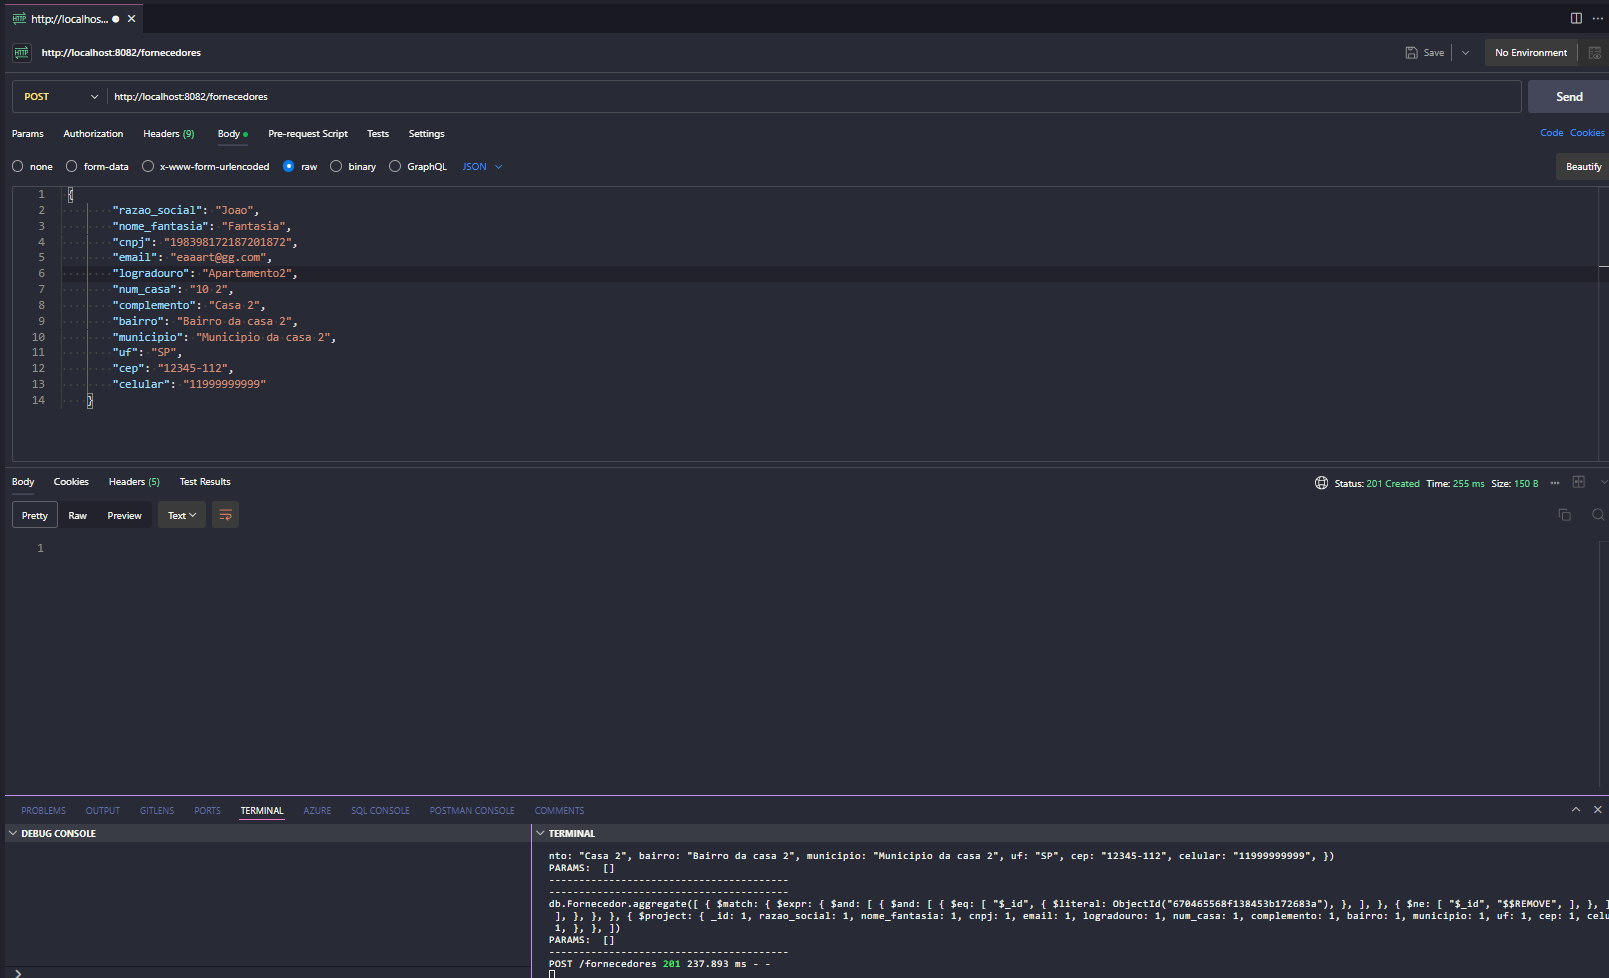 http://localhos...
http://localhost:8082/fornecedores
Save
No Environment
POST
http://localhost:8082/fornecedores
Send
Params Authorization Headers (9) Body Pre-request Script Tests Settings
Code Cookies
none form-data x-www-form-urlencoded raw binary GraphQL JSON
Beautify
1 {
2 "razao_social": "Joao",
3 "nome_fantasia": "Fantasia",
4 "cnpj": "198398172187201872",
5 "email": "eaaart@gg.com",
6 "logradouro": "Apartamento2",
7 "num_casa": "10 2",
8 "complemento": "Casa 2",
9 "bairro": "Bairro da casa 2",
10 "municipio": "Municipio da casa 2",
11 "uf": "SP",
12 "cep": "12345-112",
13 "celular": "11999999999"
14 }
Body Cookies Headers (5) Test Results
Status: 201 Created Time: 255 ms Size: 150 B
Pretty Raw Preview Text
1
PROBLEMS OUTPUT GITLENS PORTS TERMINAL AZURE SQL CONSOLE POSTMAN CONSOLE COMMENTS
DEBUG CONSOLE
TERMINAL
nto: "Casa 2", bairro: "Bairro da casa 2", municipio: "Municipio da casa 2", uf: "SP", cep: "12345-112", celular: "11999999999", })
PARAMS: []
----------------------------------------
----------------------------------------
db.Fornecedor.aggregate([ { $match: { $expr: { $and: [ { $and: [ { $eq: [ "$_id", { $literal: ObjectId("670465568f138453b172683a"), }, ], }, { $ne: [ "$_id", "$$REMOVE", ], }, ]
], }, }, }, { $project: { _id: 1, razao_social: 1, nome_fantasia: 1, cnpj: 1, email: 1, logradouro: 1, num_casa: 1, complemento: 1, bairro: 1, municipio: 1, uf: 1, cep: 1, celu
1, }, }, ])
PARAMS: []
----------------------------------------
POST /fornecedores 201 237.893 ms - -